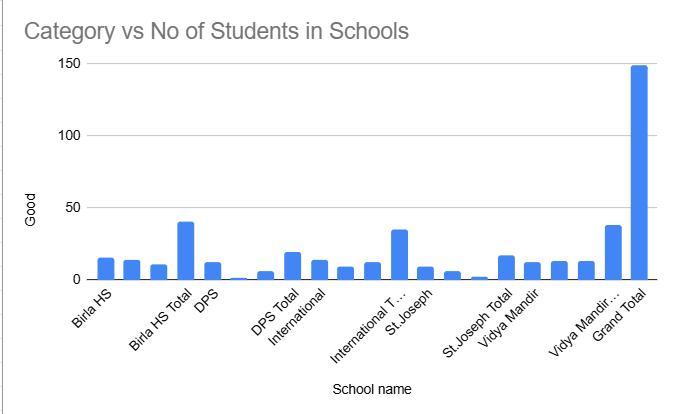 Category vs No of Students in Schools
150
100
50
0
Good
Birla HS
Birla HS Total
DPS
DPS Total
International
International T...
St.Joseph
St.Joseph Total
Vidya Mandir
Vidya Mandir...
Grand Total
School name